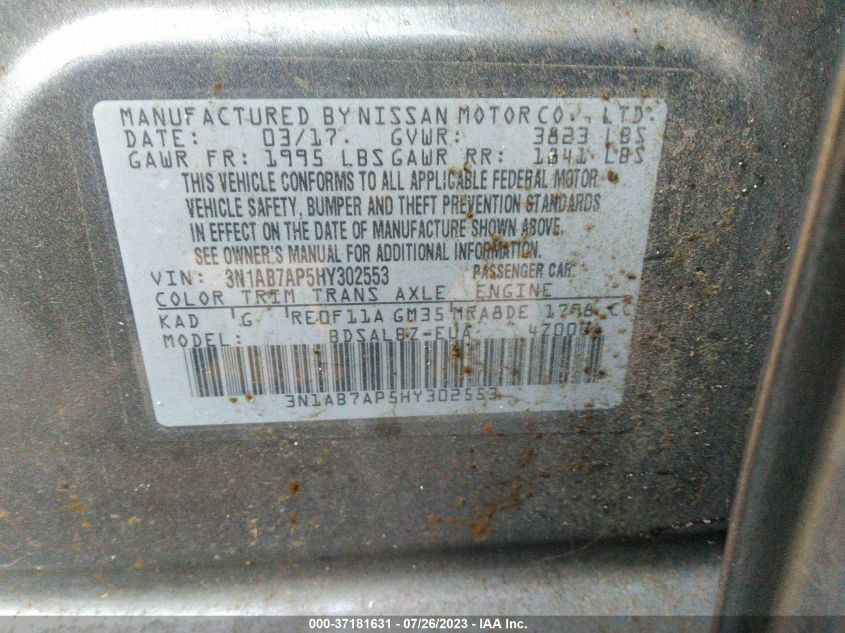 MANUFACTURED BY NISSAN MOTOR CO., LTD.
DATE: 03/17. GVWR: 3823 LBS
GAWR FR: 1995 LBS GAWR RR: 1841 LBS
THIS VEHICLE CONFORMS TO ALL APPLICABLE FEDERAL MOTOR
VEHICLE SAFETY, BUMPER AND THEFT PREVENTION STANDARDS
IN EFFECT ON THE DATE OF MANUFACTURE SHOWN ABOVE.
SEE OWNER'S MANUAL FOR ADDITIONAL INFORMATION.
VIN: 3N1AB7AP5HY302553 PASSENGER CAR
COLOR TRIM TRANS AXLE ENGINE
KAD G RE0F11A GM35 MRA8DE 1798 CC
MODEL: BDSALBZ-EUA
3N1AB7AP5HY302553
000-37181631 - 07/26/2023 - IAA Inc.